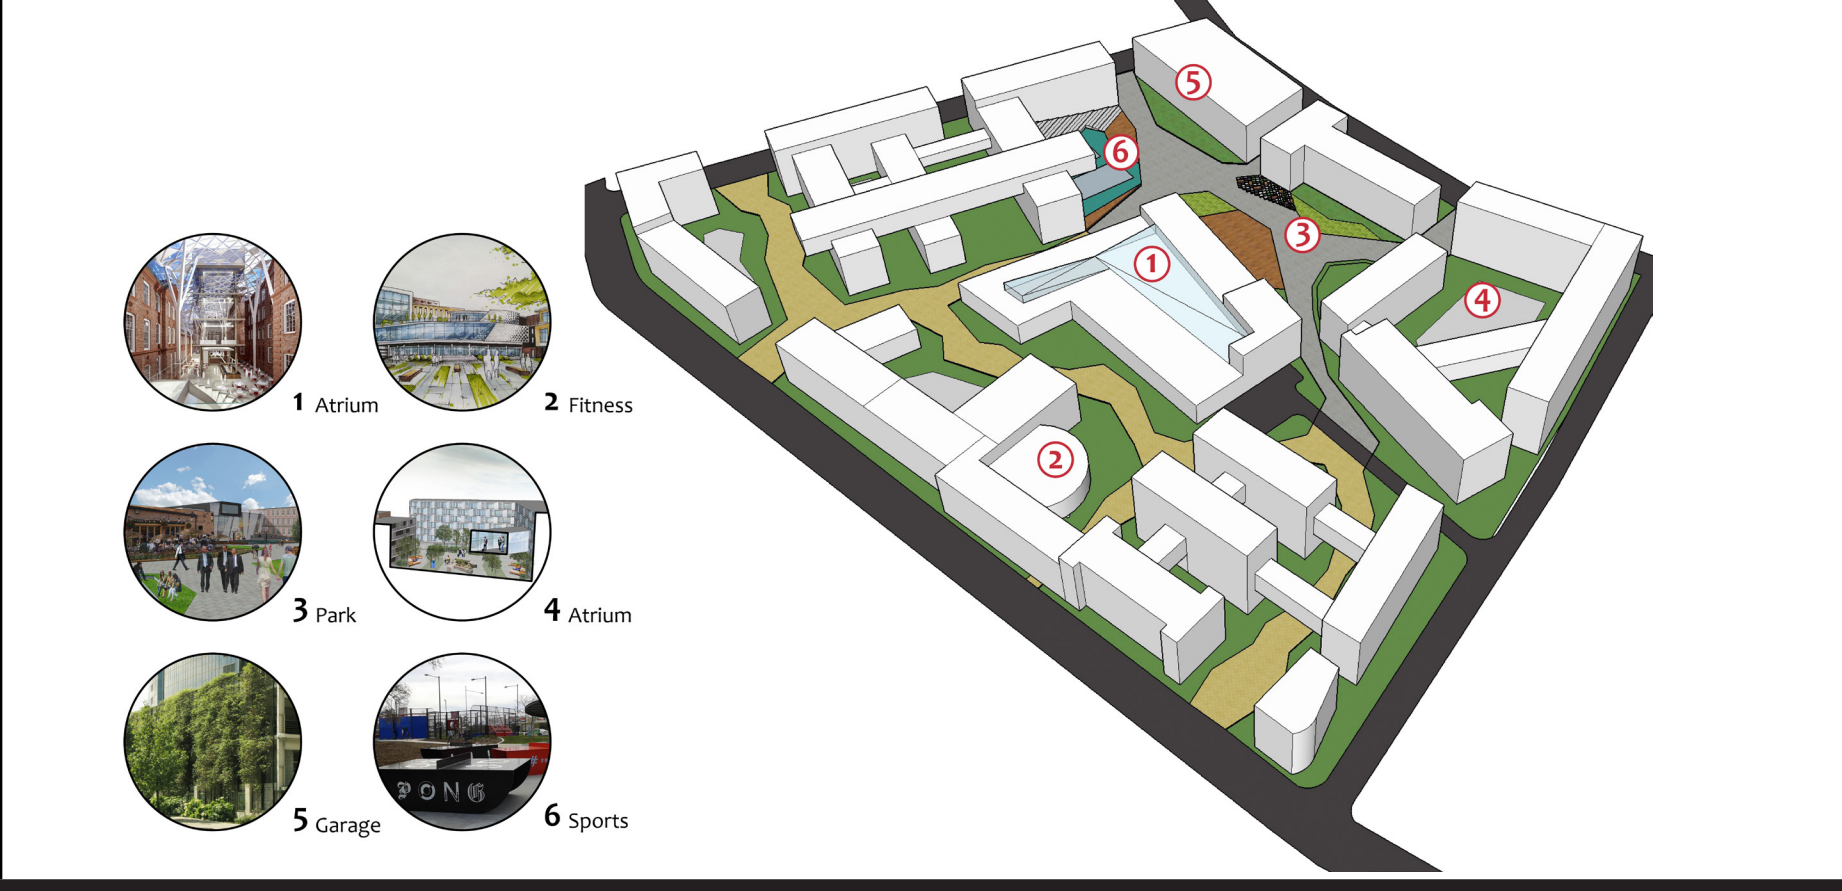 1 Atrium
2 Fitness
3 Park
4 Atrium
5 Garage
PONG
#
6 Sports
5
6
3
1
4
2